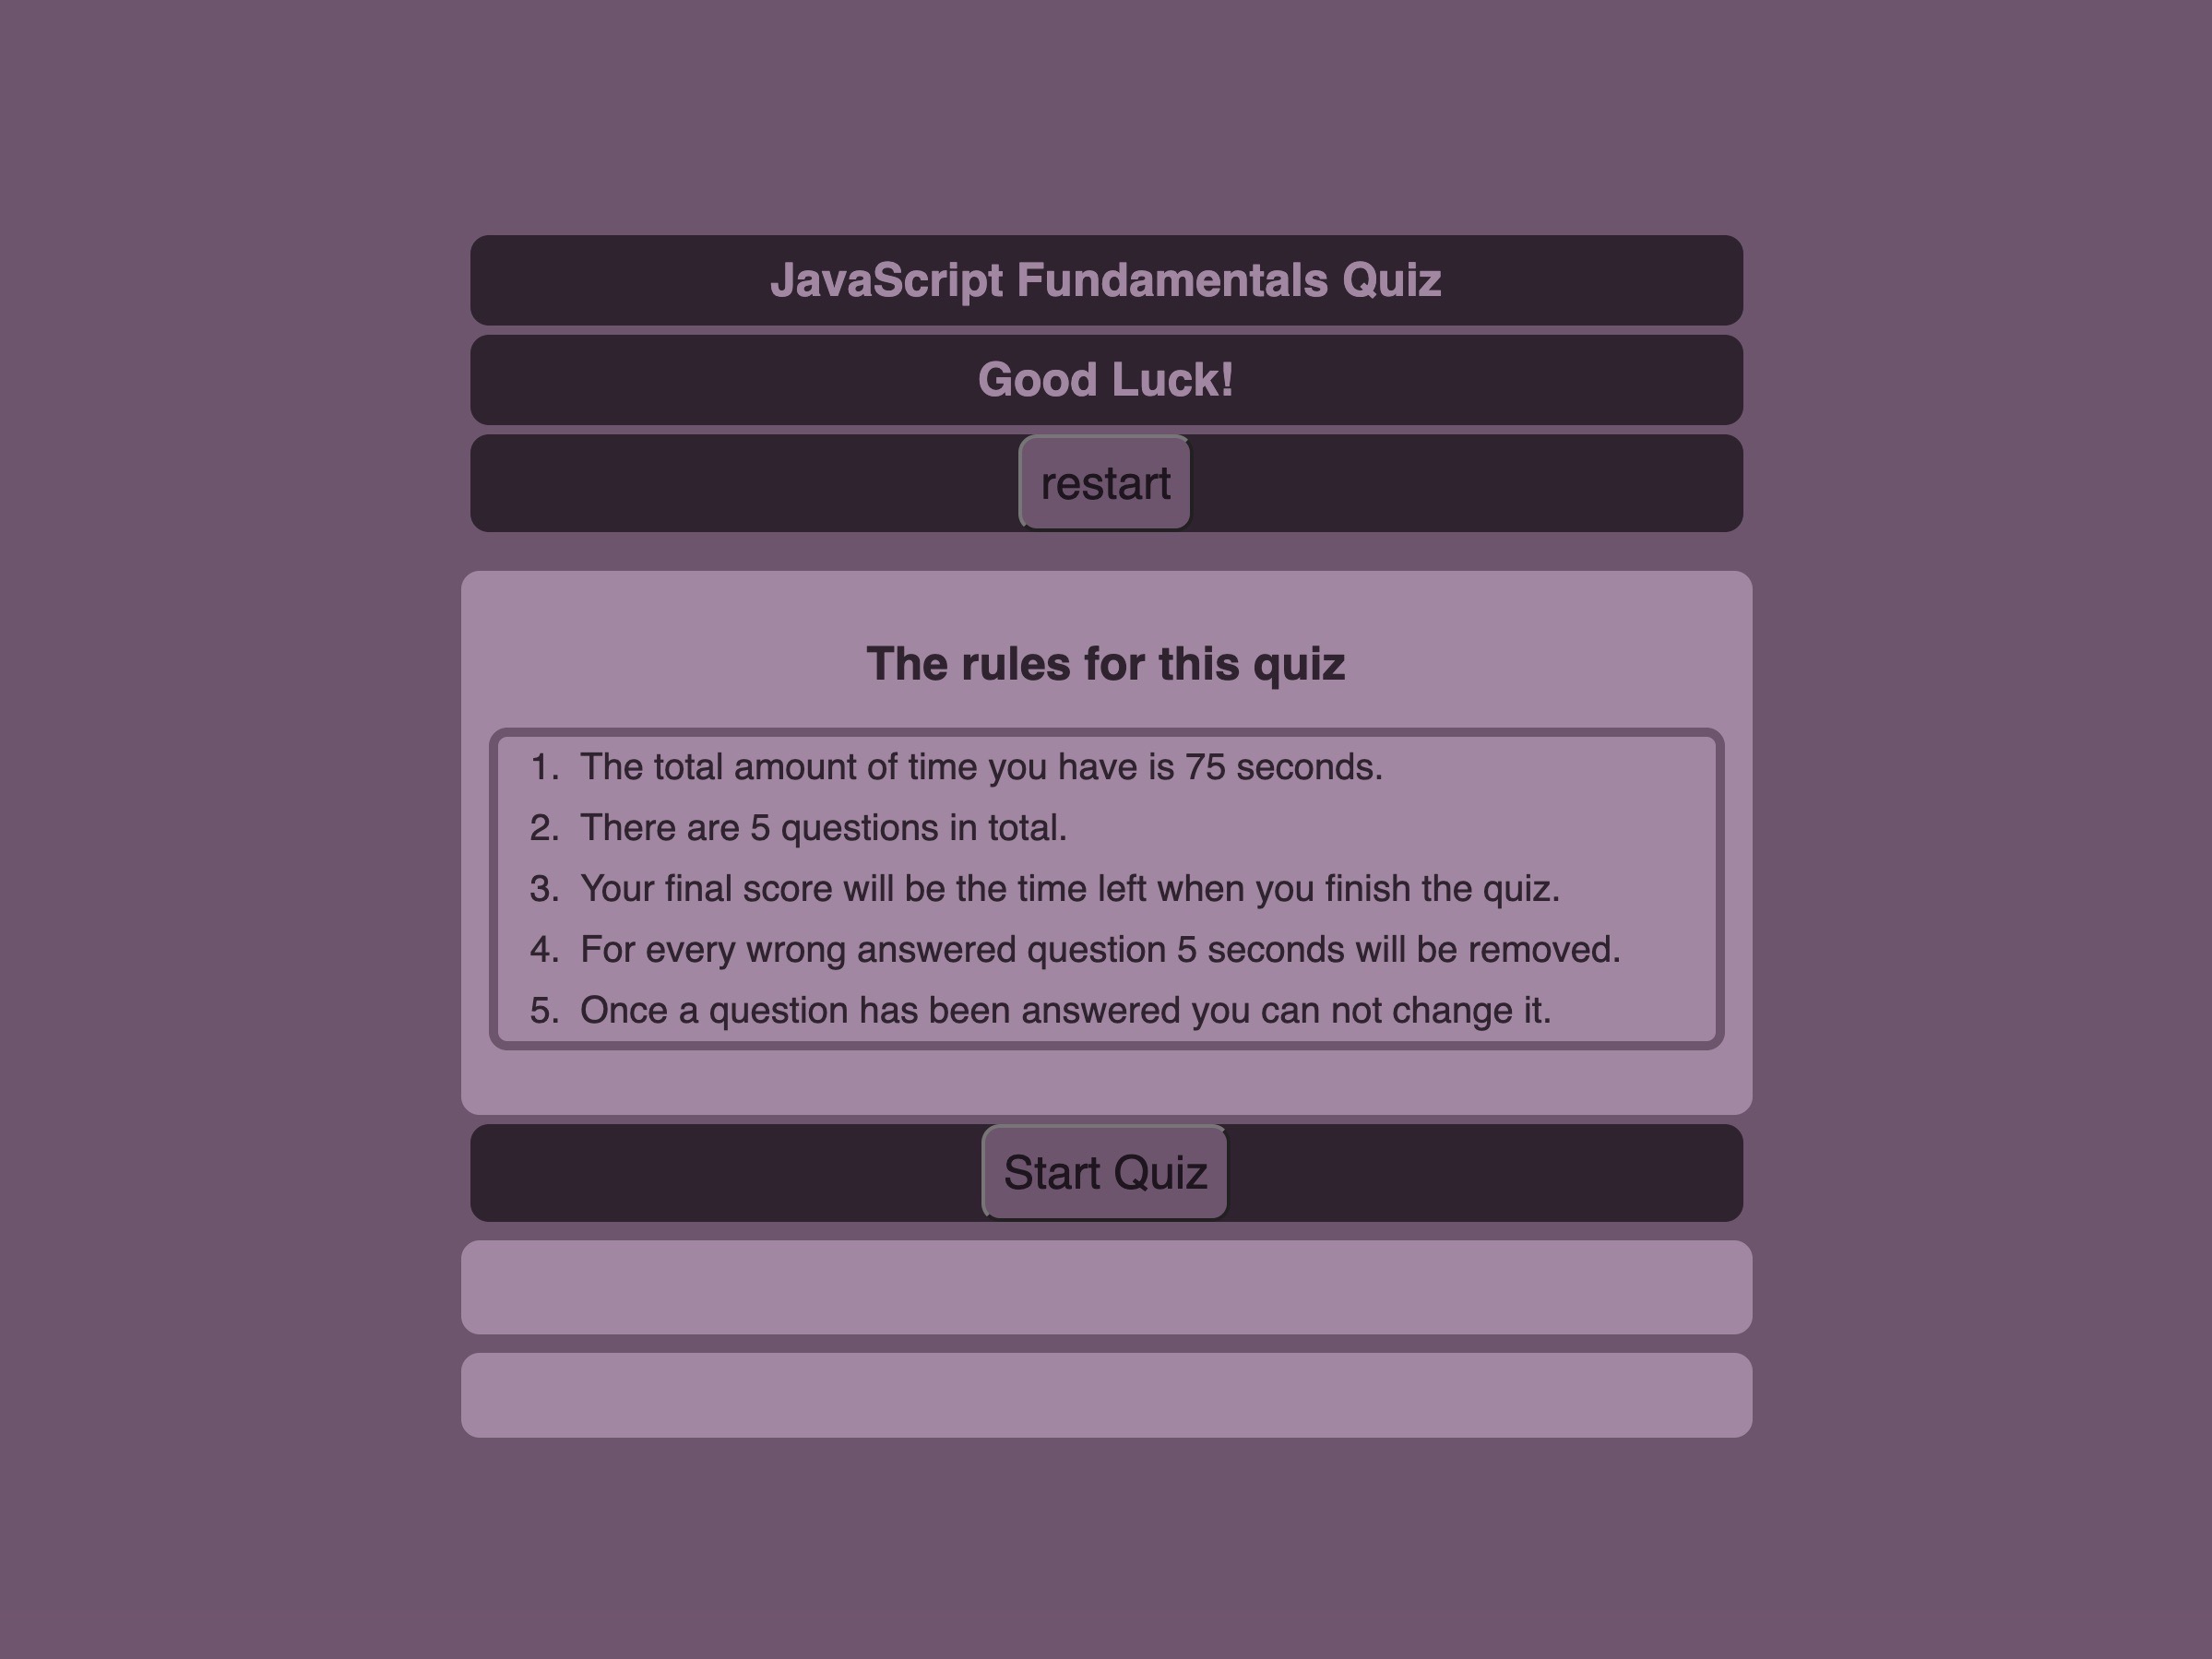 JavaScript Fundamentals Quiz
Good Luck!
restart
The rules for this quiz
1. The total amount of time you have is 75 seconds.
2. There are 5 questions in total.
3. Your final score will be the time left when you finish the quiz.
4. For every wrong answered question 5 seconds will be removed.
5. Once a question has been answered you can not change it.
Start Quiz